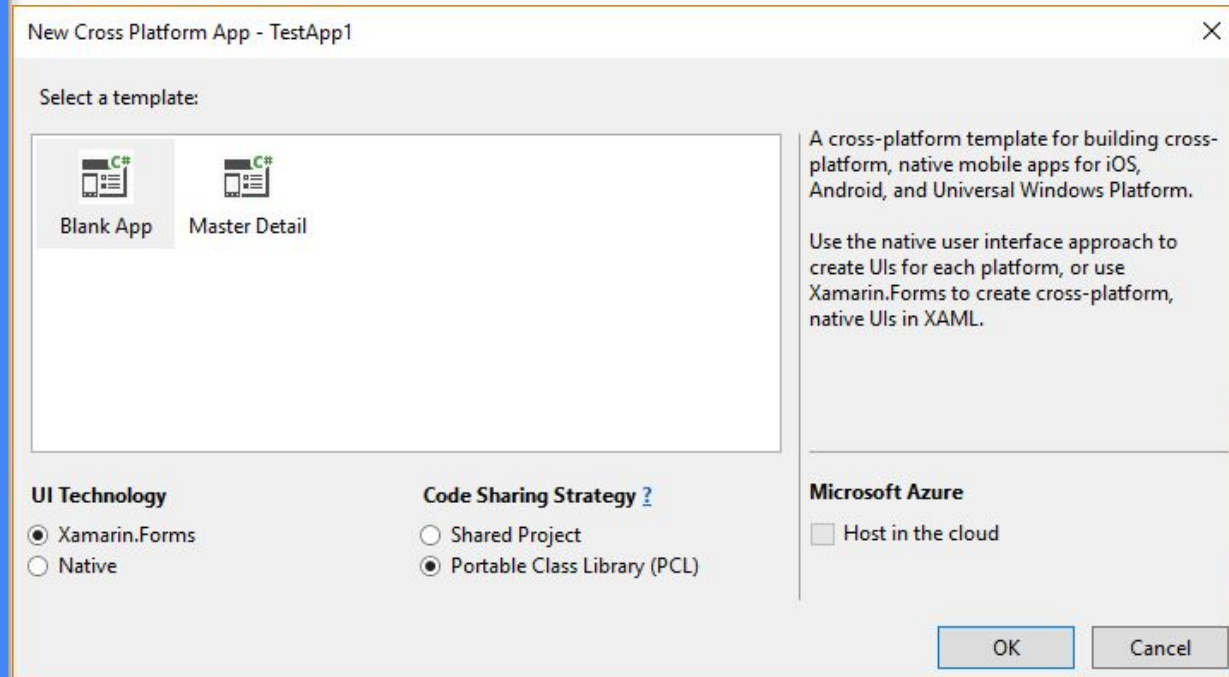 New Cross Platform App - TestApp1
Select a template:
C#
Blank App
C#
Master Detail
A cross-platform template for building cross-
platform, native mobile apps for iOS,
Android, and Universal Windows Platform.
Use the native user interface approach to
create UIs for each platform, or use
Xamarin.Forms to create cross-platform,
native UIs in XAML.
UI Technology
Xamarin.Forms
Native
Code Sharing Strategy ?
Shared Project
Portable Class Library (PCL)
Microsoft Azure
Host in the cloud
OK
Cancel